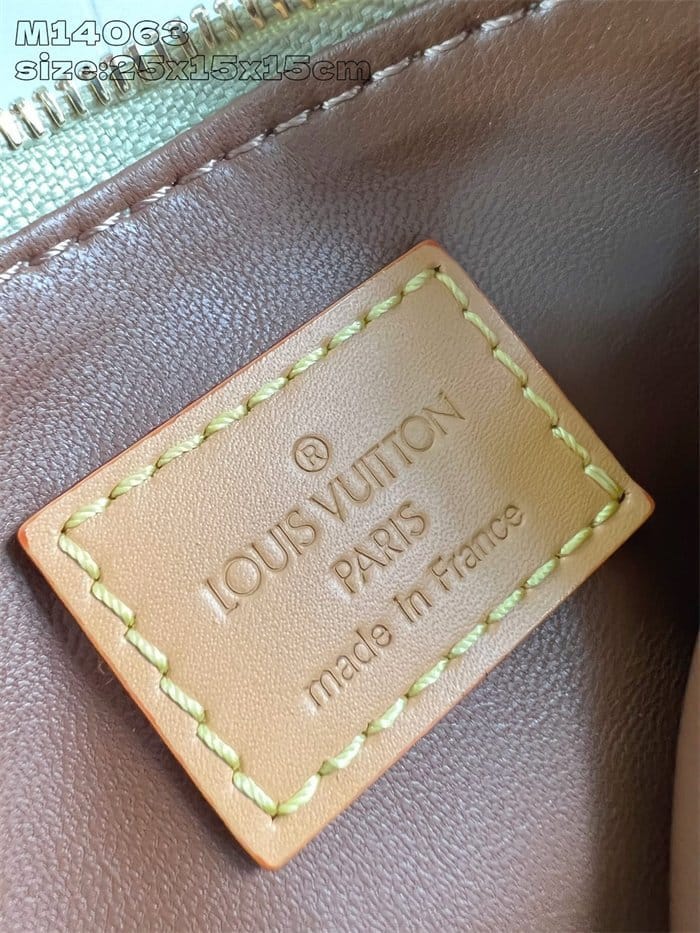 M14063
size:25x15x15cm
®
LOUIS VUITTON
PARIS
made In France